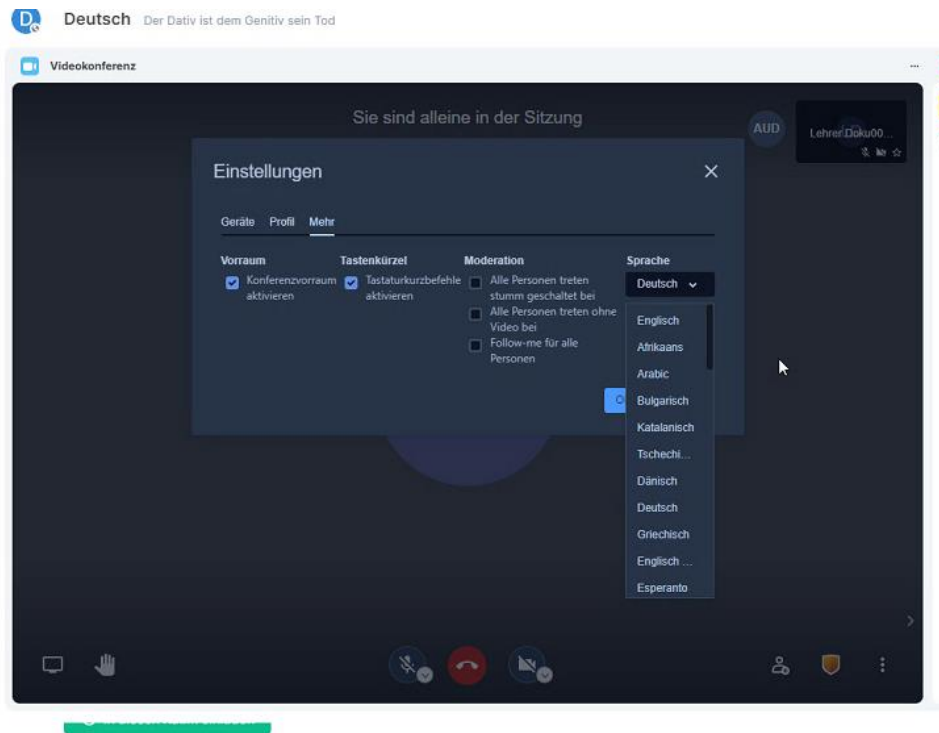 Deutsch Der Dativ ist dem Genitiv sein Tod
Videokonferenz
Sie sind alleine in der Sitzung
AUD
Lehrer Doku00...
Einstellungen
Geräte Profil Mehr
Vorraum
Konferenzvorraum
aktivieren
Tastenkürzel
Tastaturkurzbefehle
aktivieren
Moderation
Alle Personen treten
stumm geschaltet bei
Alle Personen treten ohne
Video bei
Follow-me für alle
Personen
Sprache
Deutsch
Englisch
Afrikaans
Arabic
Bulgarisch
Katalanisch
Tschechi...
Dänisch
Deutsch
Griechisch
Englisch ...
Esperanto